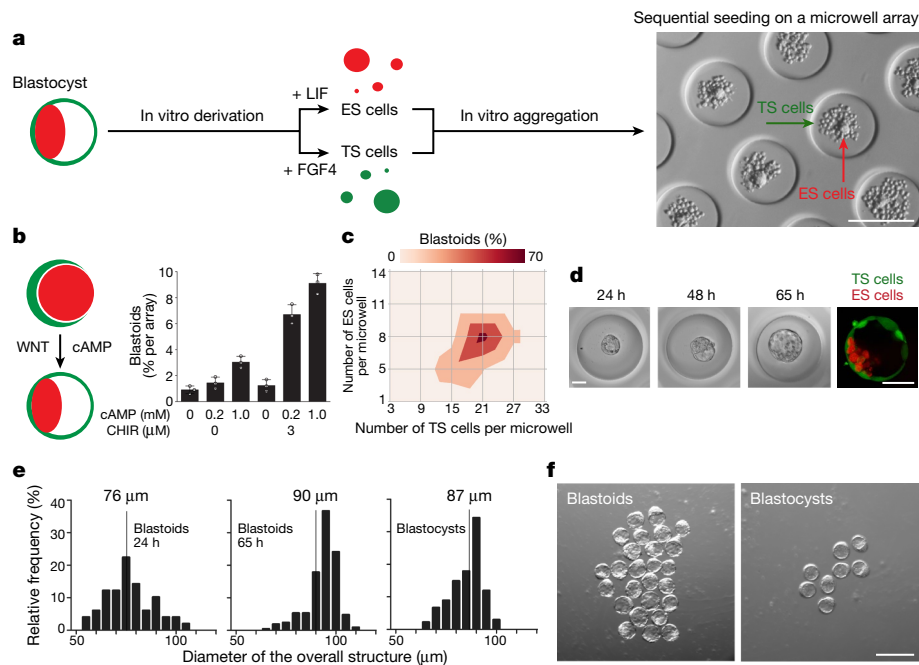 Sequential seeding on a microwell array
a
Blastocyst
In vitro derivation
+ LIF
ES cells
TS cells
+ FGF4
In vitro aggregation
TS cells
ES cells
b
WNT
cAMP
Blastoids
(% per array)
10
8
6
4
2
0
cAMP (mM)
0 0.2 1.0 0 0.2 1.0
CHIR (μM)
0 3
c
Blastoids (%)
0 70
Number of ES cells
per microwell
14
11
8
5
1
3 9 15 21 27 33
Number of TS cells per microwell
d
24 h
48 h
65 h
TS cells
ES cells
e
Relative frequency (%)
40
30
20
10
0
76 μm
Blastoids
24 h
50 100
90 μm
Blastoids
65 h
50 100
87 μm
Blastocysts
50 100
Diameter of the overall structure (μm)
f
Blastoids
Blastocysts